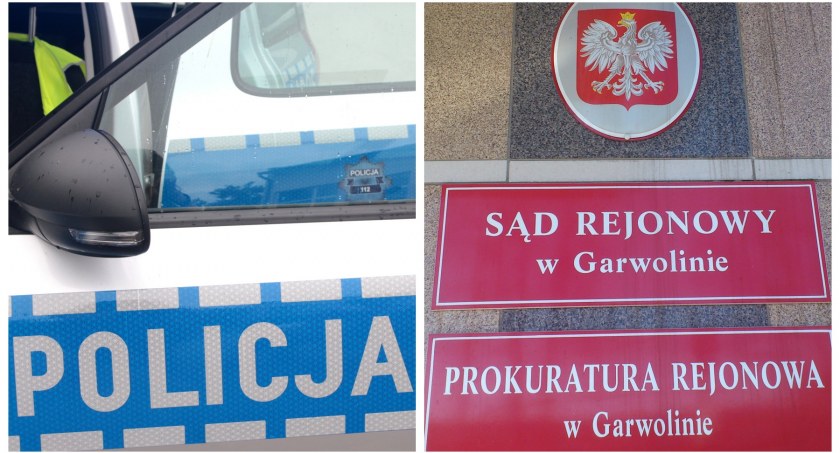 POLICJA
112
POLICJA
SĄD REJONOWY
w Garwolinie
PROKURATURA REJONOWA
w Garwolinie